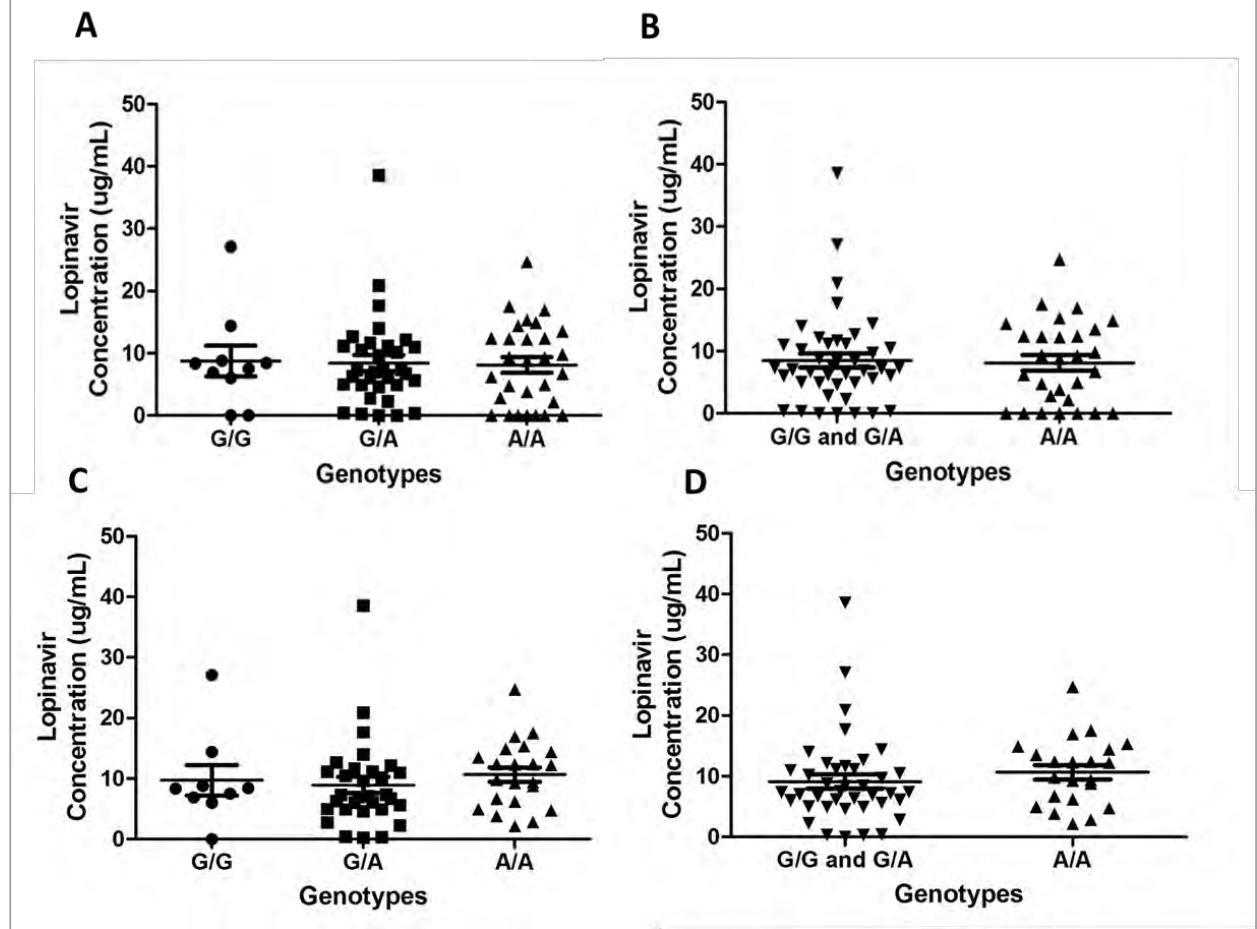 A
50
40
30
20
10
0
Lopinavir
Concentration (ug/mL)
G/G G/A A/A
Genotypes
B
50
40
30
20
10
0
Lopinavir
Concentration (ug/mL)
G/G and G/A A/A
Genotypes
C
50
40
30
20
10
0
Lopinavir
Concentration (ug/mL)
G/G G/A A/A
Genotypes
D
50
40
30
20
10
0
Lopinavir
Concentration (ug/mL)
G/G and G/A A/A
Genotypes